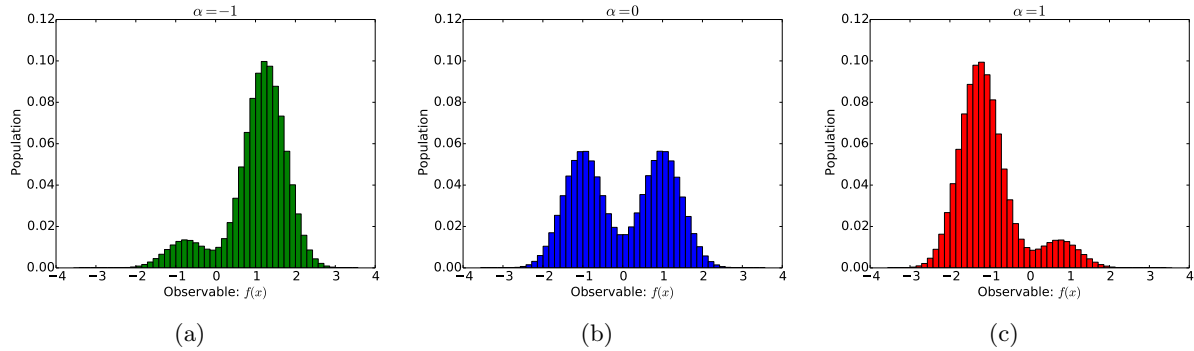 α=−1
0.12
0.10
0.08
0.06
0.04
0.02
0.00
Population
−4 −3 −2 −1 0 1 2 3 4
Observable: f(x)
(a)
α=0
0.12
0.10
0.08
0.06
0.04
0.02
0.00
Population
−4 −3 −2 −1 0 1 2 3 4
Observable: f(x)
(b)
α=1
0.12
0.10
0.08
0.06
0.04
0.02
0.00
Population
−4 −3 −2 −1 0 1 2 3 4
Observable: f(x)
(c)